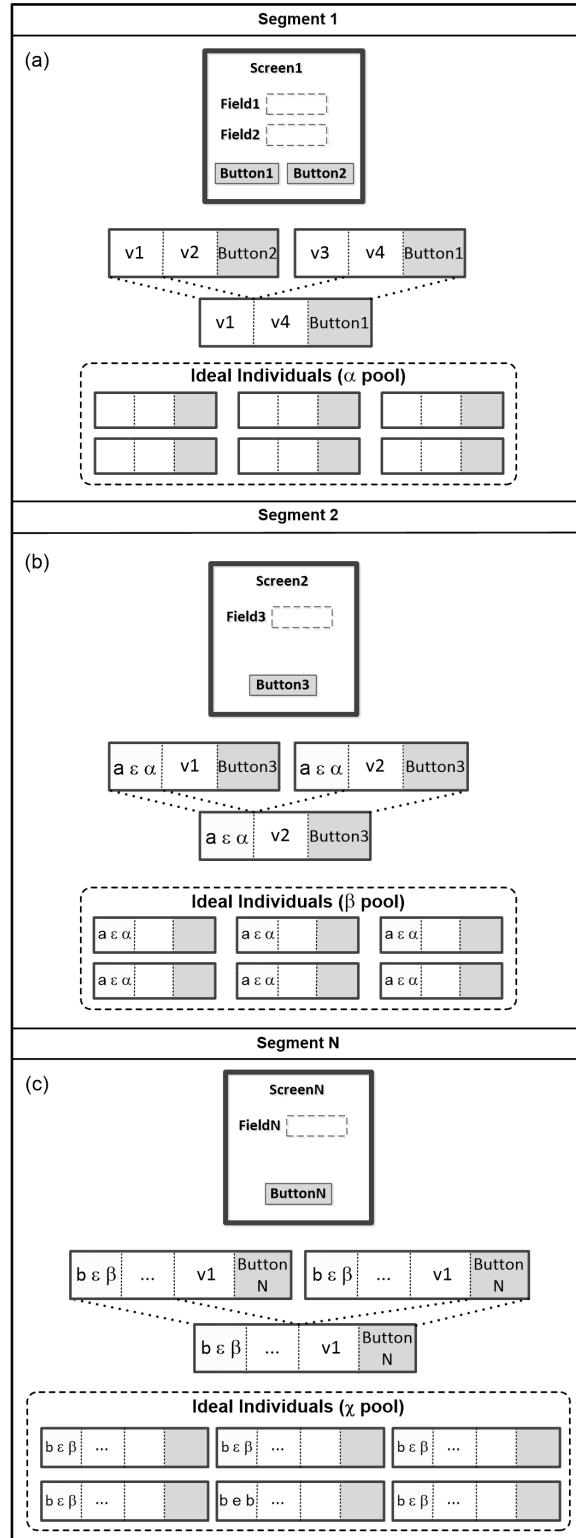 Segment 1
(a)
Screen1
Field1
Field2
Button1 Button2
v1 v2 Button2 v3 v4 Button1
v1 v4 Button1
Ideal Individuals (α pool)
Segment 2
(b)
Screen2
Field3
Button3
a ε α v1 Button3 a ε α v2 Button3
a ε α v2 Button3
Ideal Individuals (β pool)
a ε α a ε α a ε α
a ε α a ε α a ε α
Segment N
(c)
ScreenN
FieldN
ButtonN
b ε β ... v1 Button N b ε β ... v1 Button N
b ε β ... v1 Button N
Ideal Individuals (χ pool)
b ε β ... b ε β ... b ε β ...
b ε β ... b e b ... b ε β ...